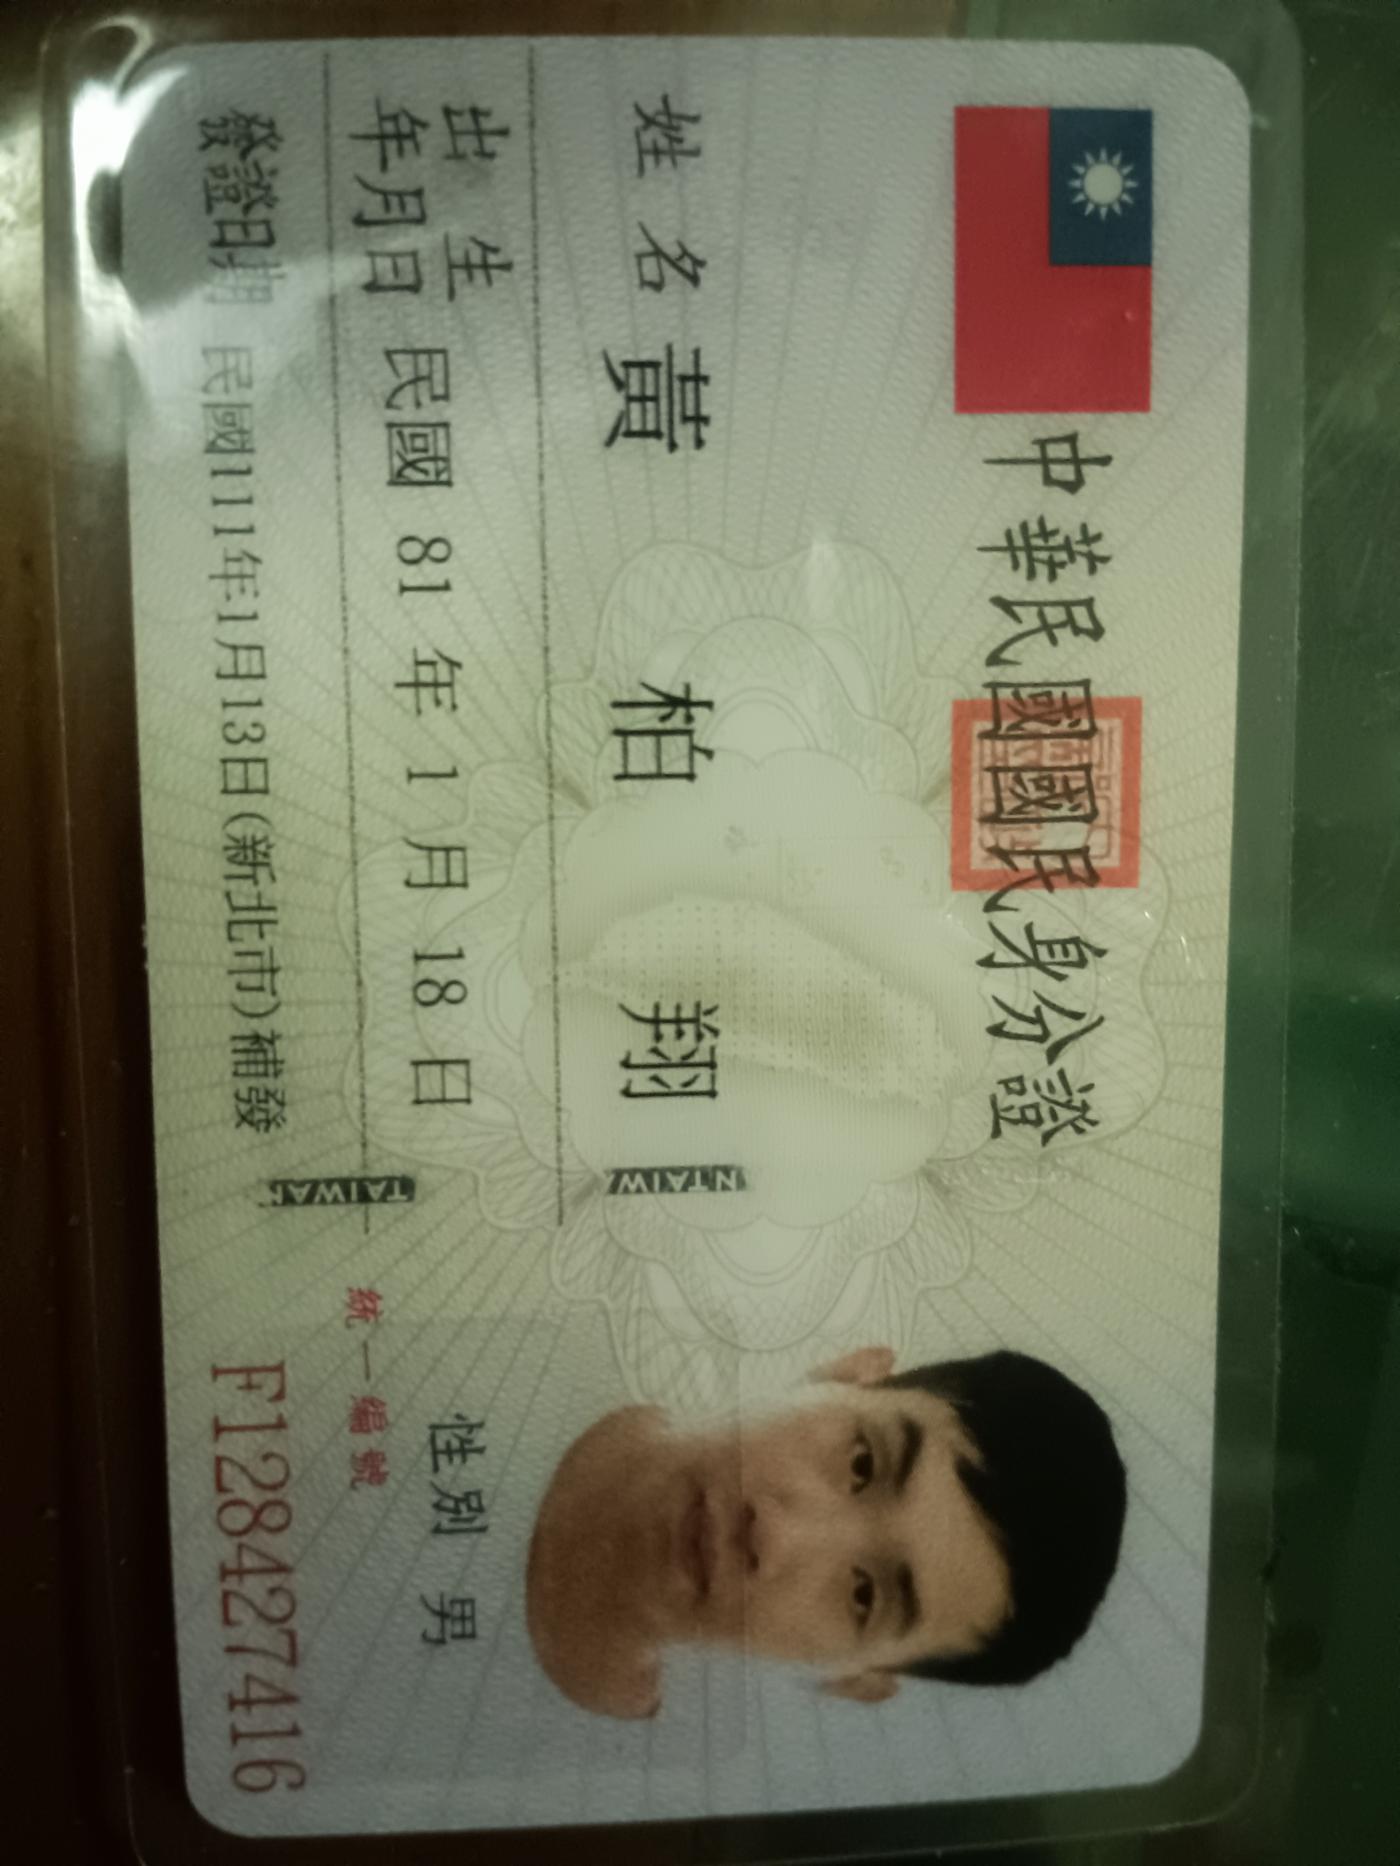 中華民國國民身分證
姓名 黃柏翔
出生年月日 民國 81 年 1 月 18 日
性別 男
發證日期 民國111年1月13日(新北市)補發
統一編號
F128427416
NTAIW
TAIWAN